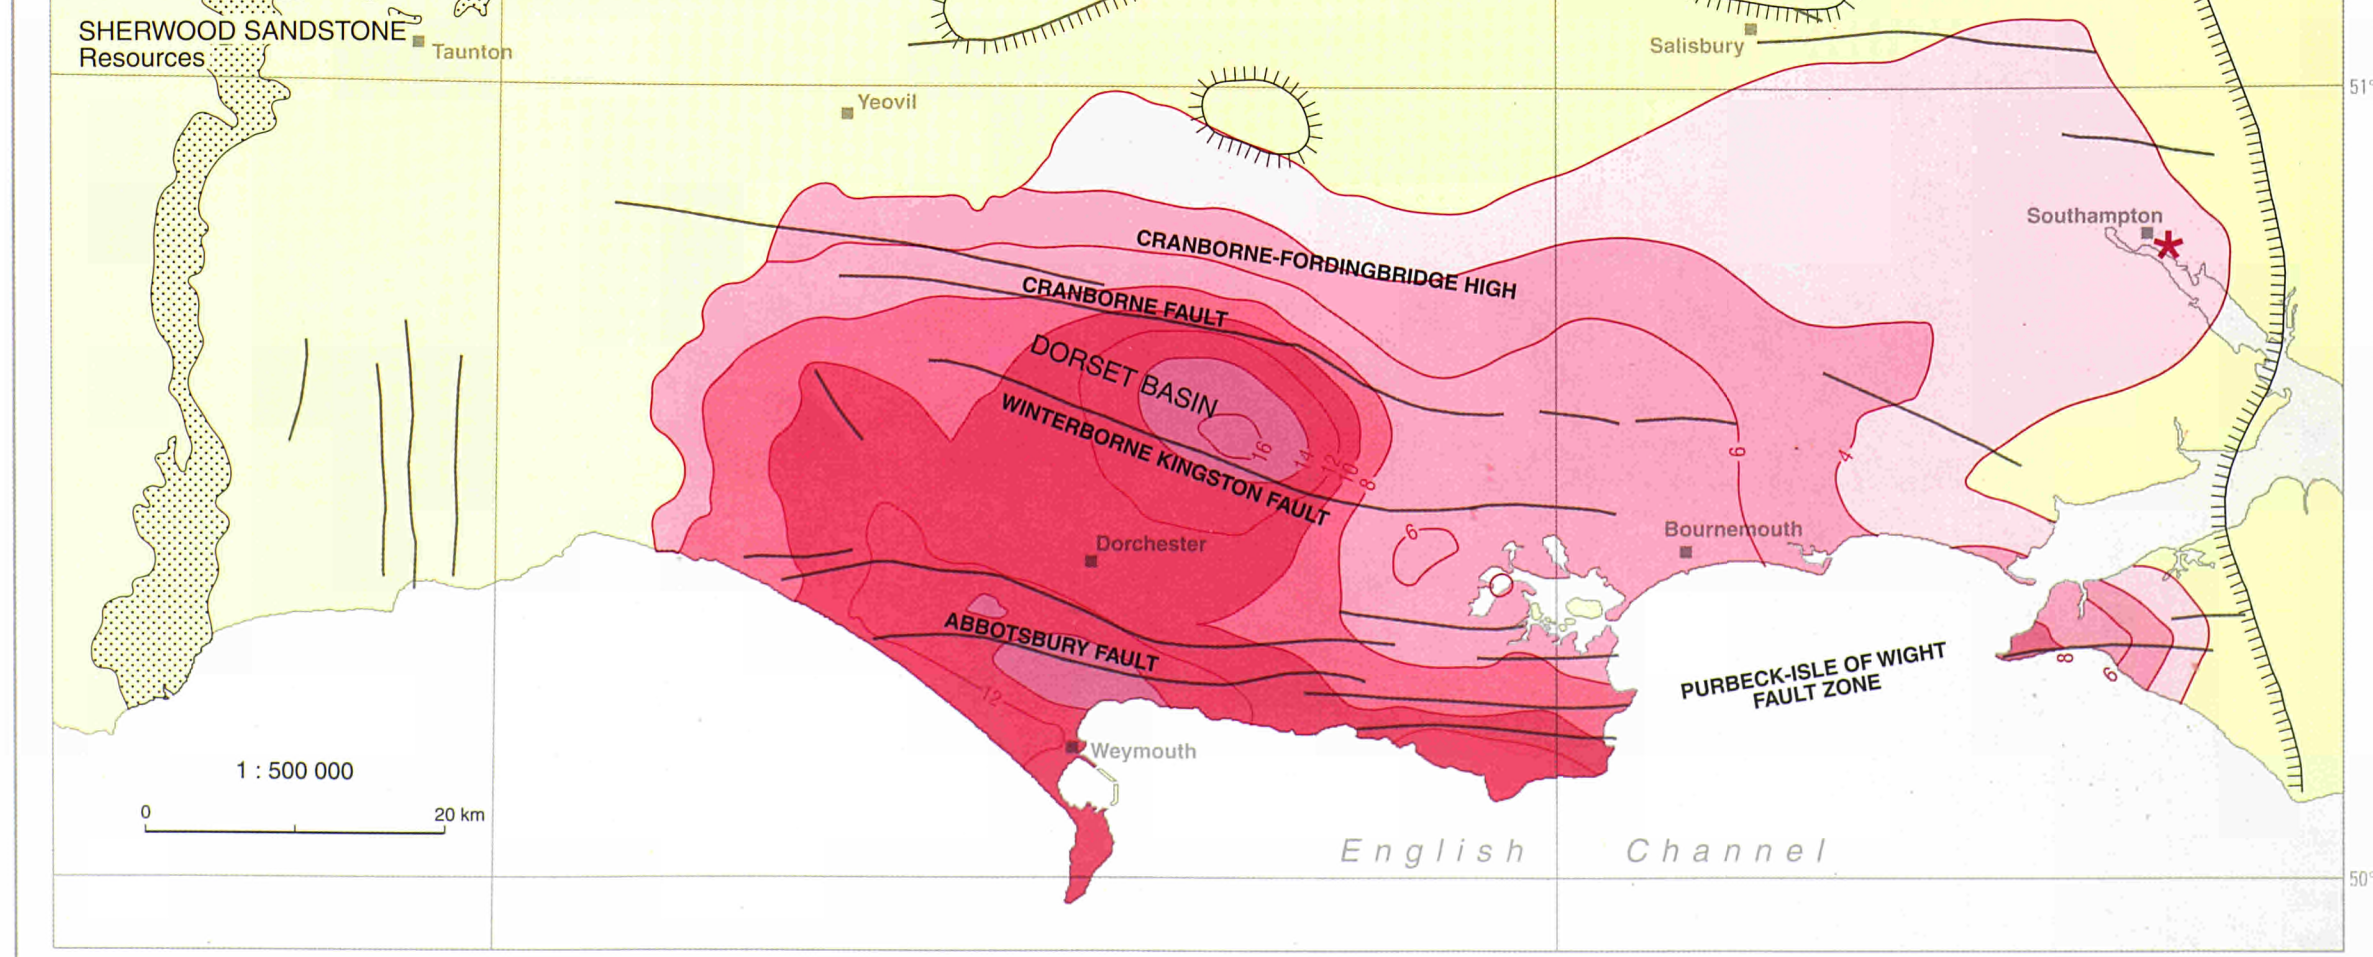 SHERWOOD SANDSTONE
Resources
Taunton
Salisbury
51°
Yeovil
Southampton
CRANBORNE-FORDINGBRIDGE HIGH
CRANBORNE FAULT
DORSET BASIN
WINTERBORNE KINGSTON FAULT
16
14
12
10
8
6
4
6
Bournemouth
Dorchester
ABBOTSBURY FAULT
PURBECK-ISLE OF WIGHT
FAULT ZONE
8
6
12
Weymouth
1 : 500 000
0
20 km
English Channel
50°